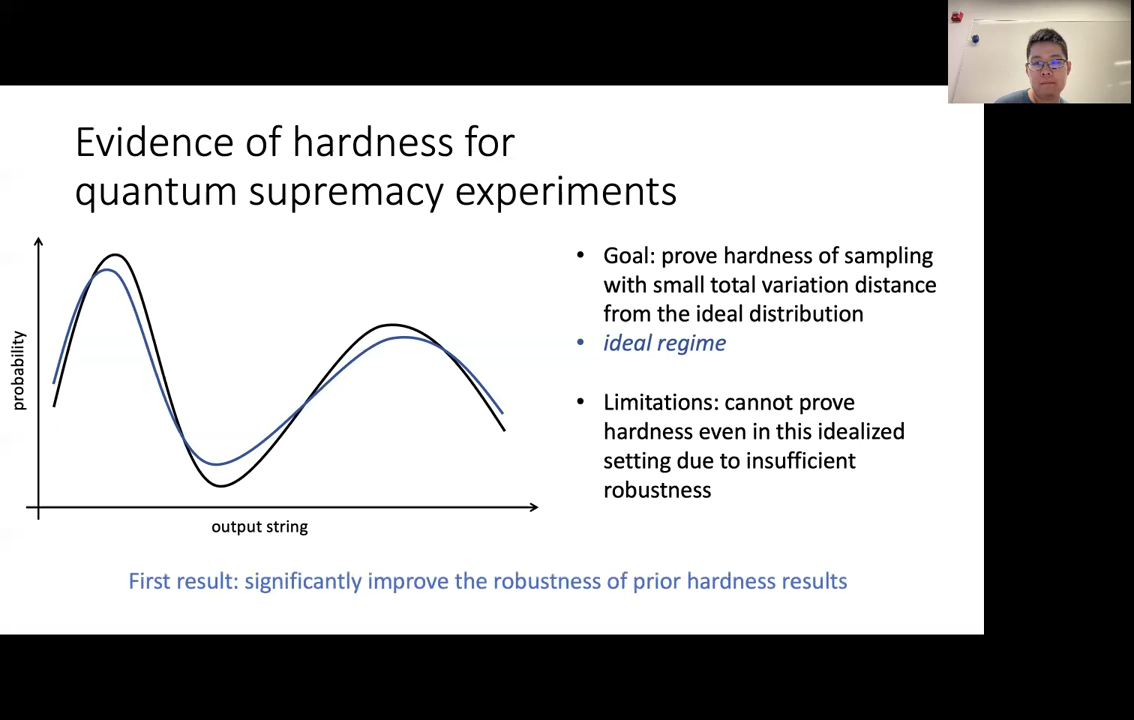 Evidence of hardness for
quantum supremacy experiments
probability
output string
• Goal: prove hardness of sampling
with small total variation distance
from the ideal distribution
• ideal regime
• Limitations: cannot prove
hardness even in this idealized
setting due to insufficient
robustness
First result: significantly improve the robustness of prior hardness results